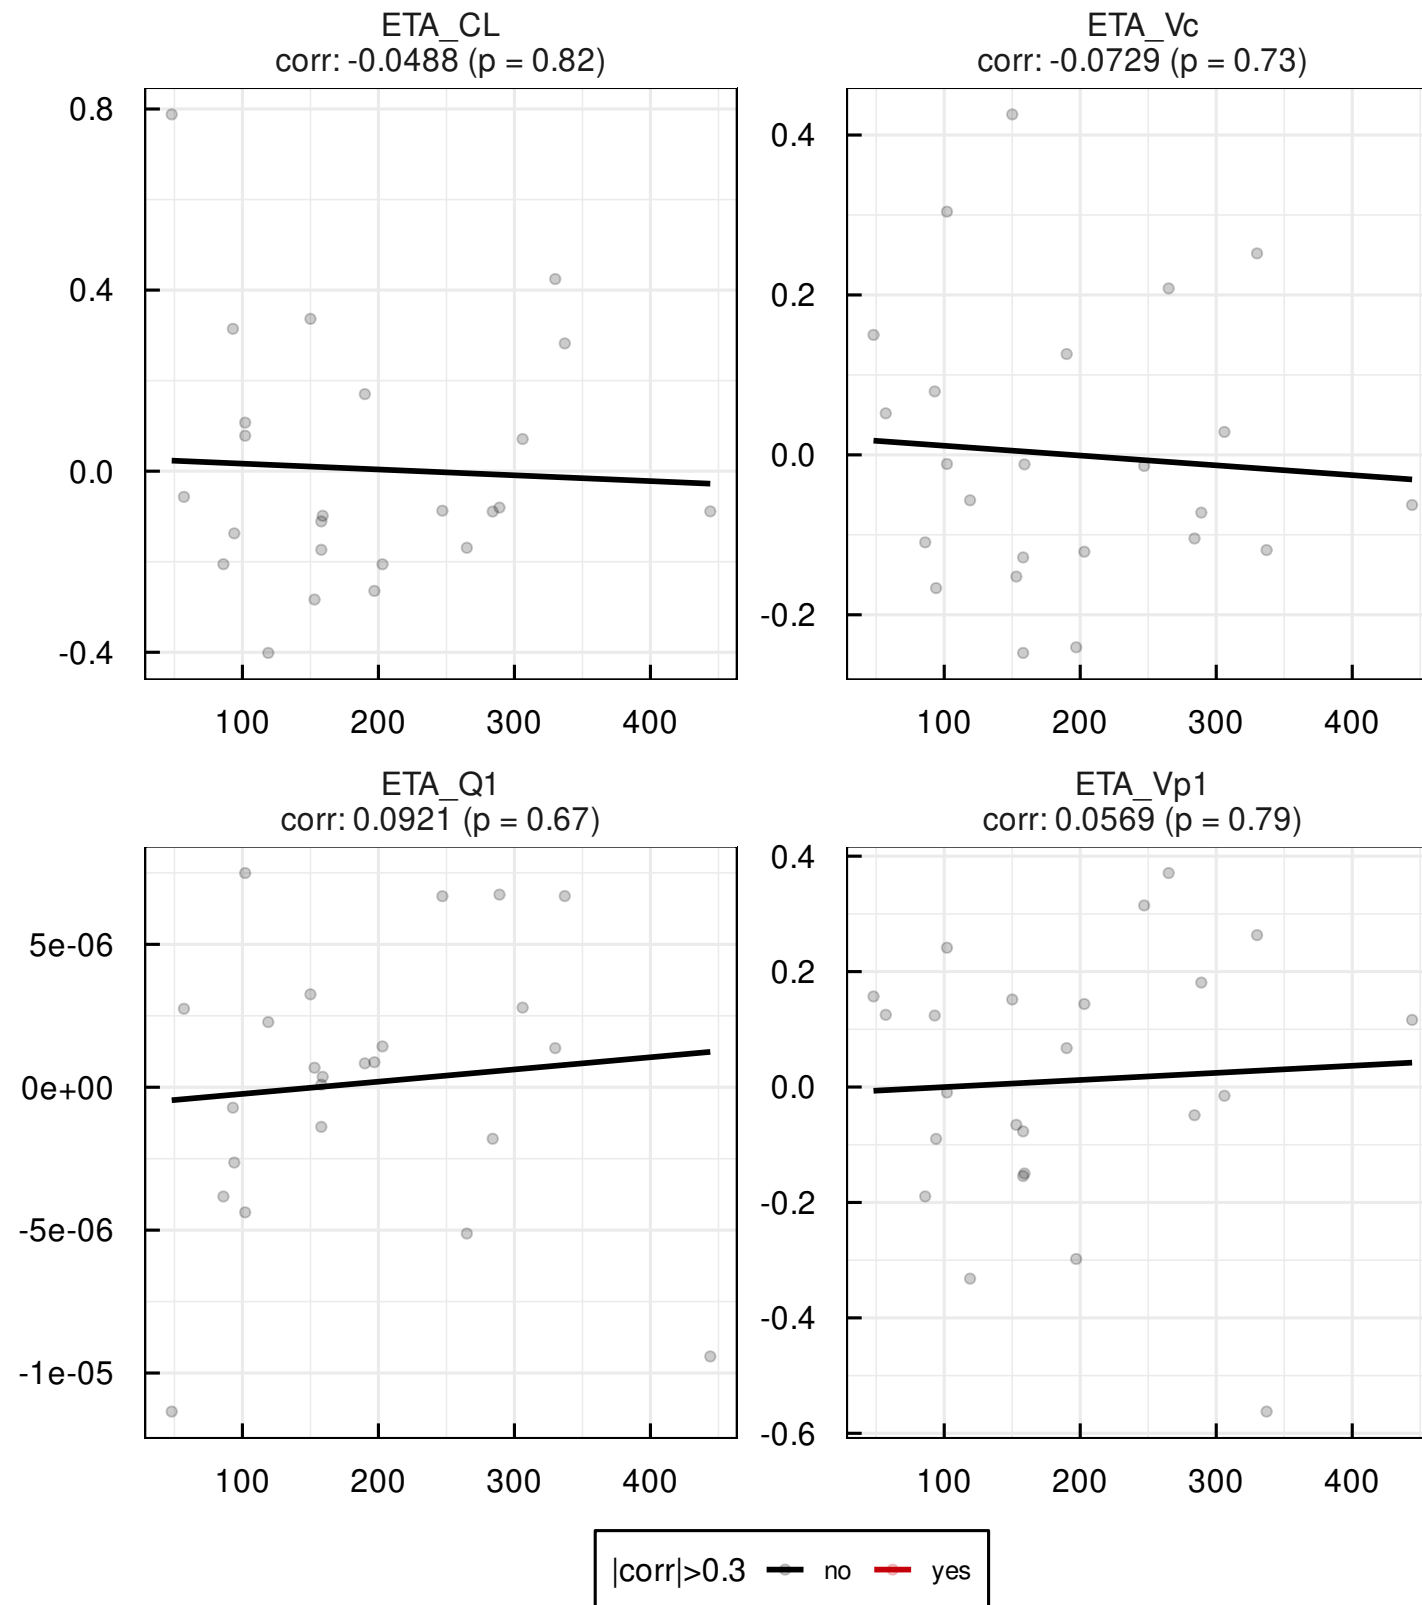 ETA_CL
corr: -0.0488 (p = 0.82)
ETA_Vc
corr: -0.0729 (p = 0.73)
0.8
0.4
0.0
-0.4
100 200 300 400
0.4
0.2
0.0
-0.2
100 200 300 400
ETA_Q1
corr: 0.0921 (p = 0.67)
ETA_Vp1
corr: 0.0569 (p = 0.79)
5e-06
0e+00
-5e-06
-1e-05
100 200 300 400
0.4
0.2
0.0
-0.2
-0.4
-0.6
100 200 300 400
|corr|>0.3 no yes